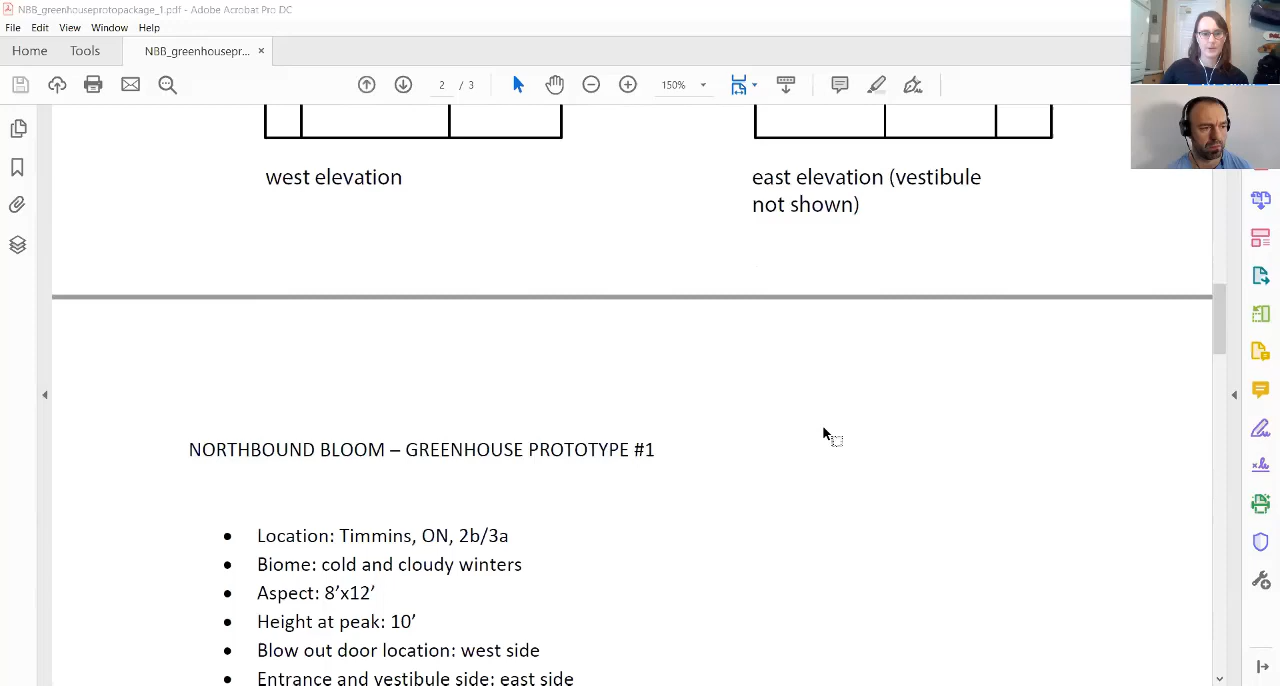 NBB_greenhouseprotopackage_1.pdf - Adobe Acrobat Pro DC
File Edit View Window Help
Home Tools NBB_greenhousepr... ×
2 / 3 150%
west elevation
east elevation (vestibule
not shown)
NORTHBOUND BLOOM – GREENHOUSE PROTOTYPE #1
• Location: Timmins, ON, 2b/3a
• Biome: cold and cloudy winters
• Aspect: 8’x12’
• Height at peak: 10’
• Blow out door location: west side
• Entrance and vestibule side: east side